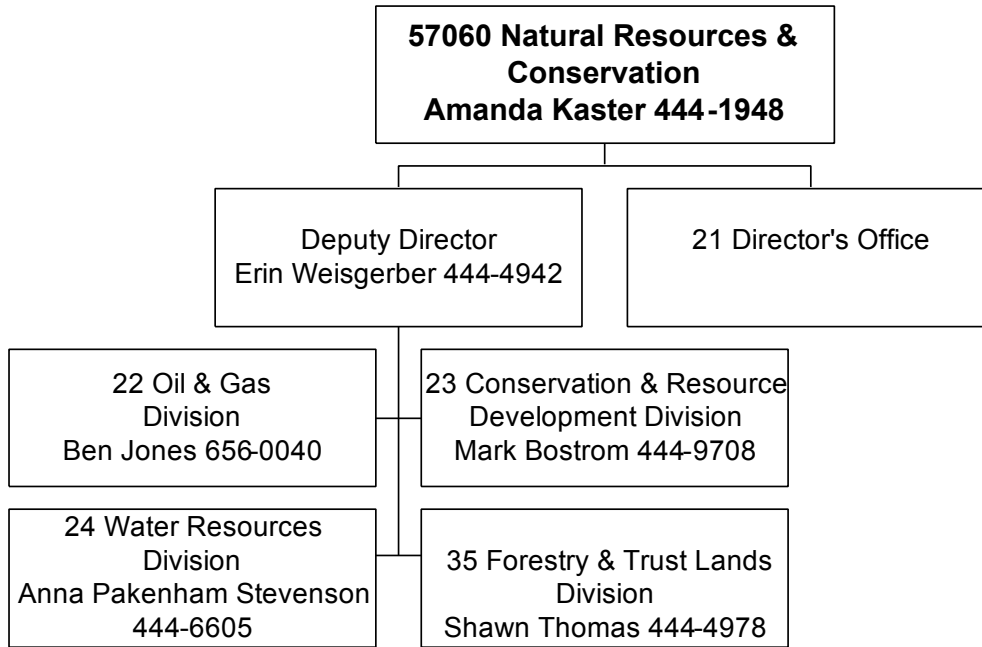 57060 Natural Resources &
Conservation
Amanda Kaster 444-1948
Deputy Director
Erin Weisgerber 444-4942
21 Director's Office
22 Oil & Gas
Division
Ben Jones 656-0040
23 Conservation & Resource
Development Division
Mark Bostrom 444-9708
24 Water Resources
Division
Anna Pakenham Stevenson
444-6605
35 Forestry & Trust Lands
Division
Shawn Thomas 444-4978